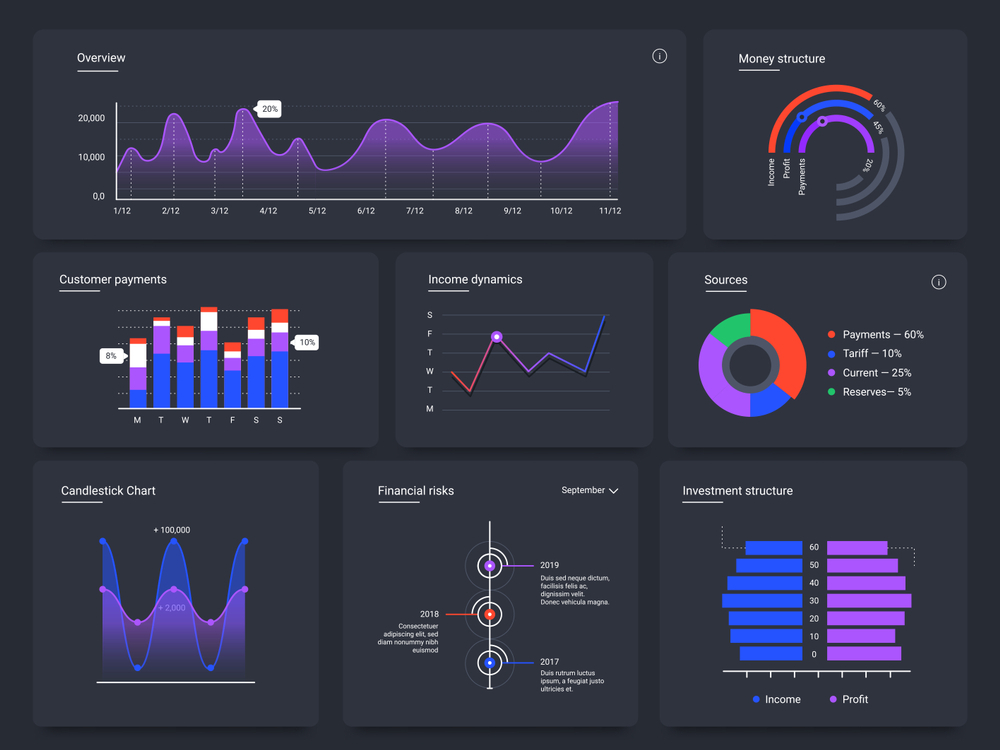 Overview
i
20%
20,000
10,000
0,0
1/12 2/12 3/12 4/12 5/12 6/12 7/12 8/12 9/12 10/12 11/12
Money structure
60%
45%
20%
Income
Profit
Payments
Customer payments
8%
10%
M T W T F S S
Income dynamics
S
F
T
W
T
M
Sources
i
Payments — 60%
Tariff — 10%
Current — 25%
Reserves— 5%
Candlestick Chart
+ 100,000
+ 2,000
Financial risks
September
2019
Duis sed neque dictum,
facilisis felis ac,
dignissim velit.
Donec vehicula magna.
2018
Consectetuer
adipiscing elit, sed
diam nonummy nibh
euismod
2017
Duis rutrum luctus
ipsum, a feugiat justo
ultricies et.
Investment structure
60
50
40
30
20
10
0
Income
Profit